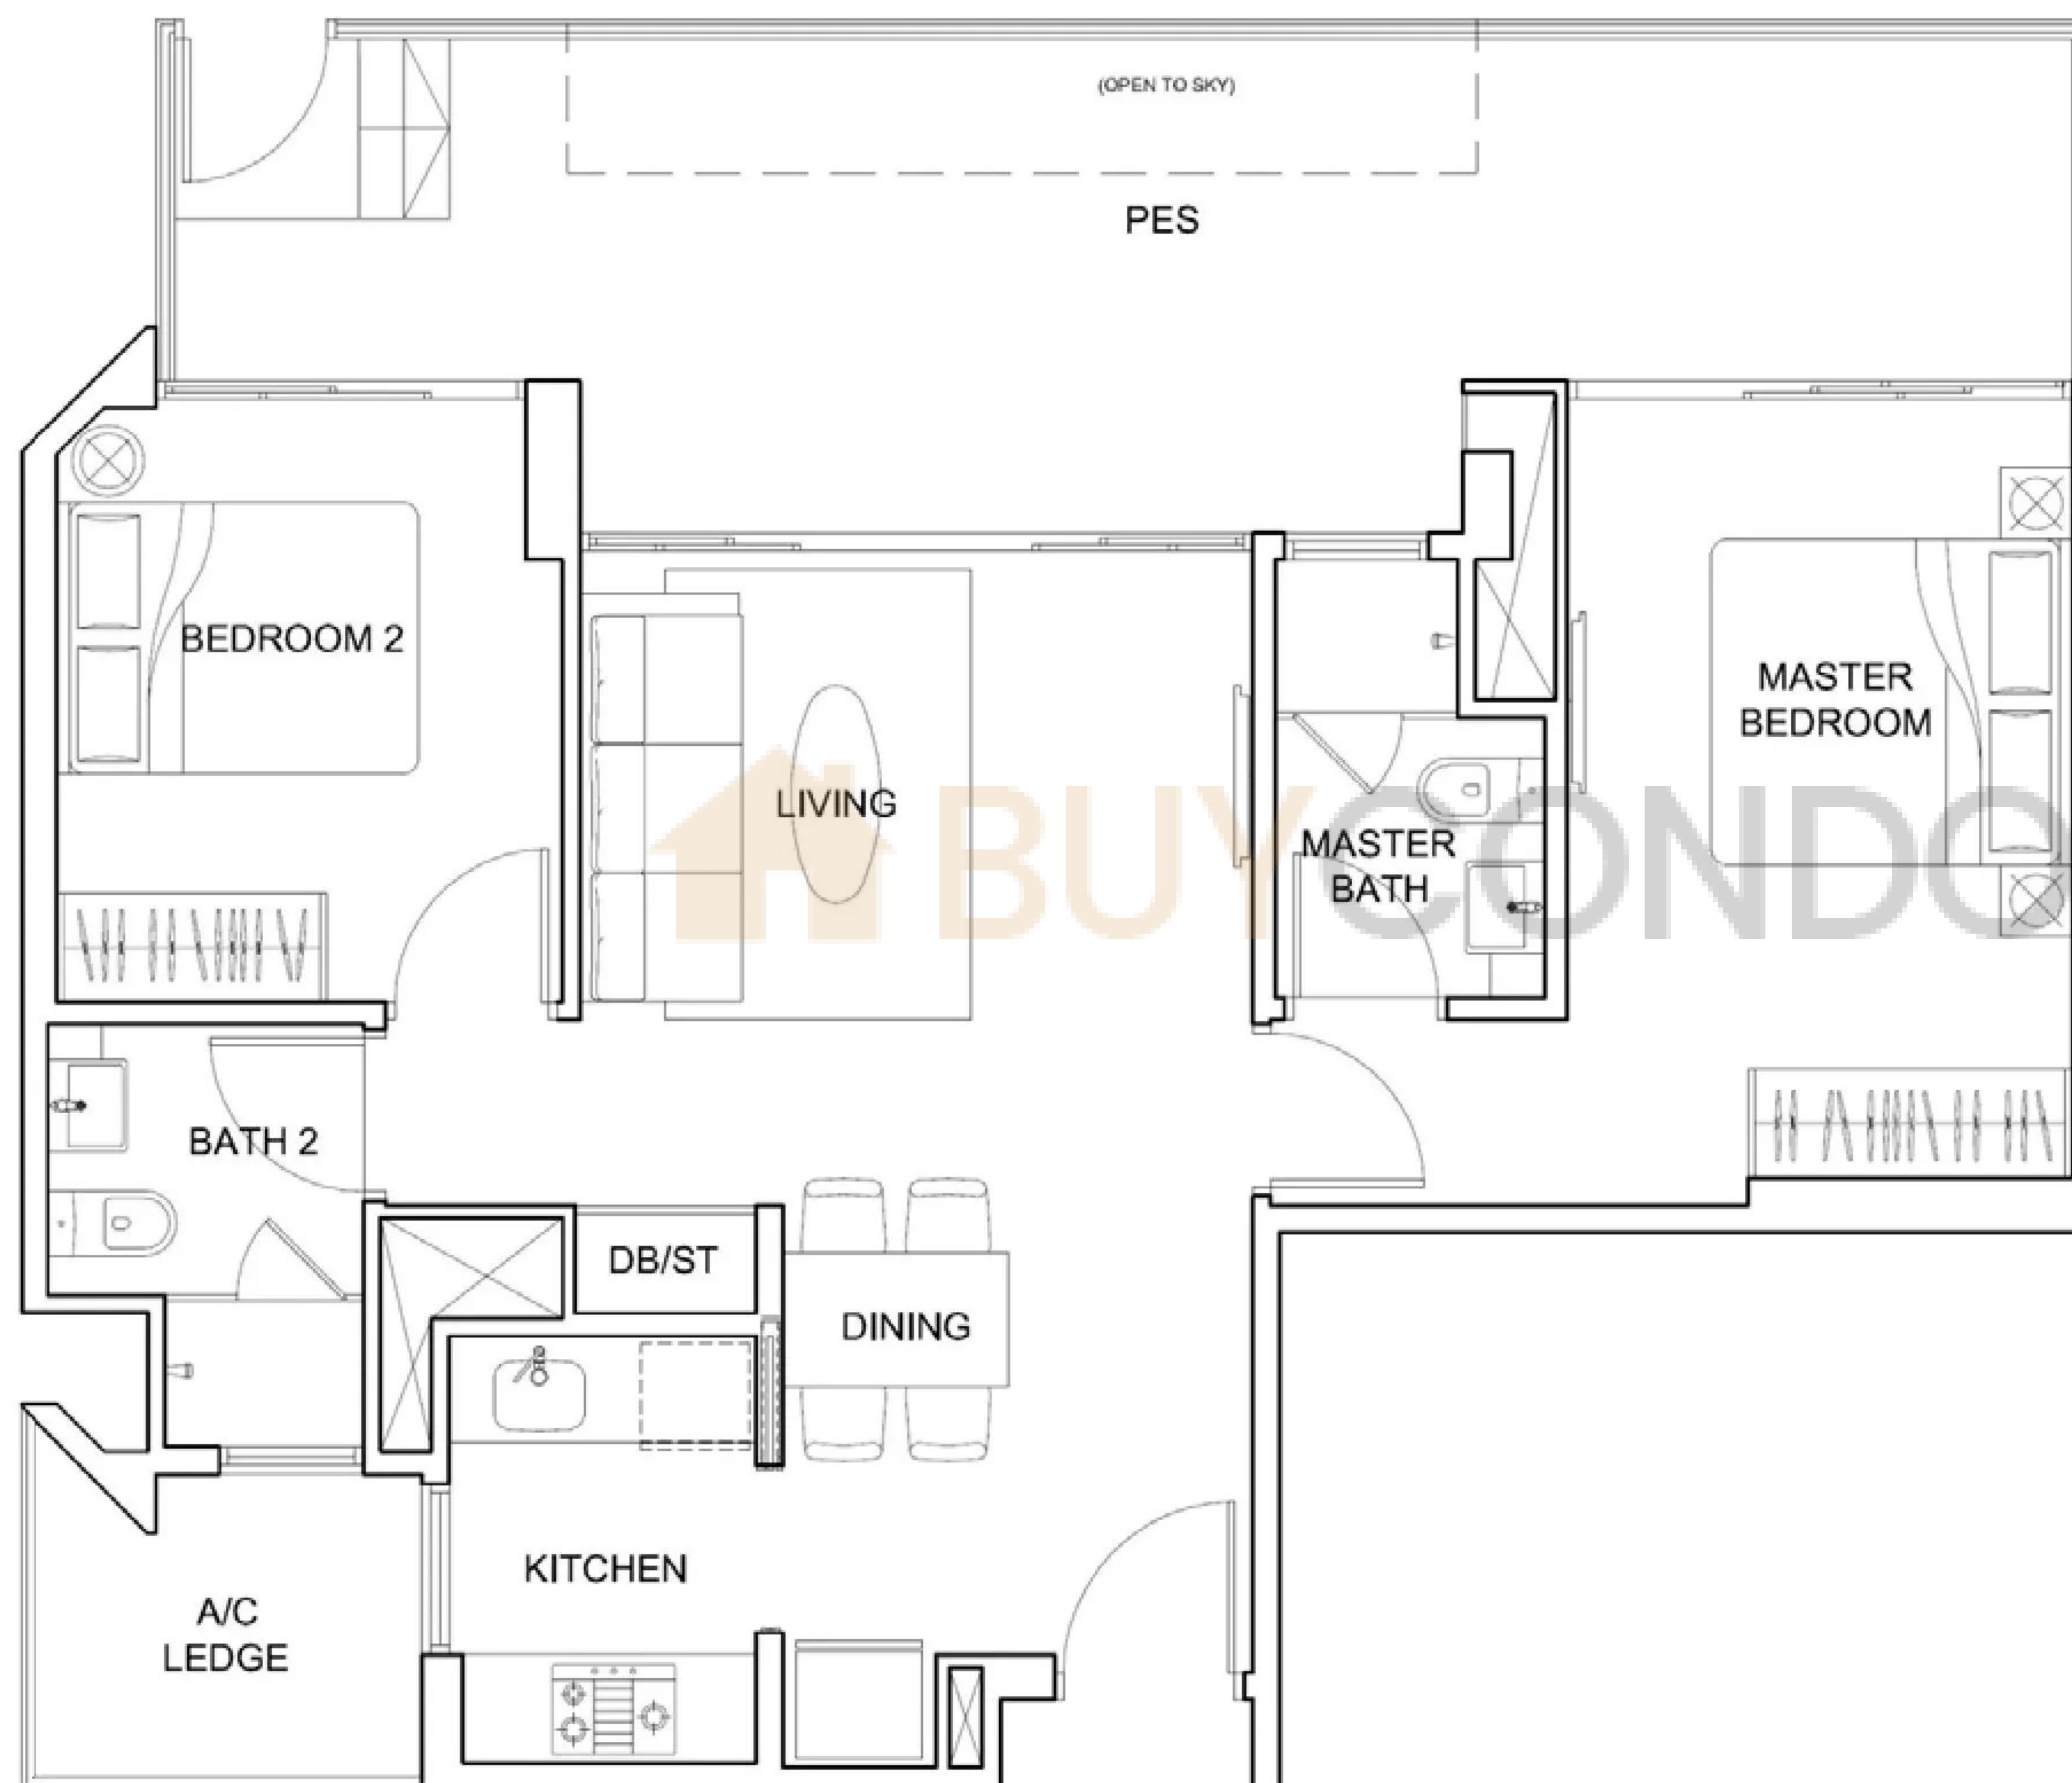 (OPEN TO SKY)
PES
BEDROOM 2
MASTER
BEDROOM
LIVING
BUYCONDO
MASTER
BATH
BATH 2
DB/ST
DINING
KITCHEN
A/C
LEDGE